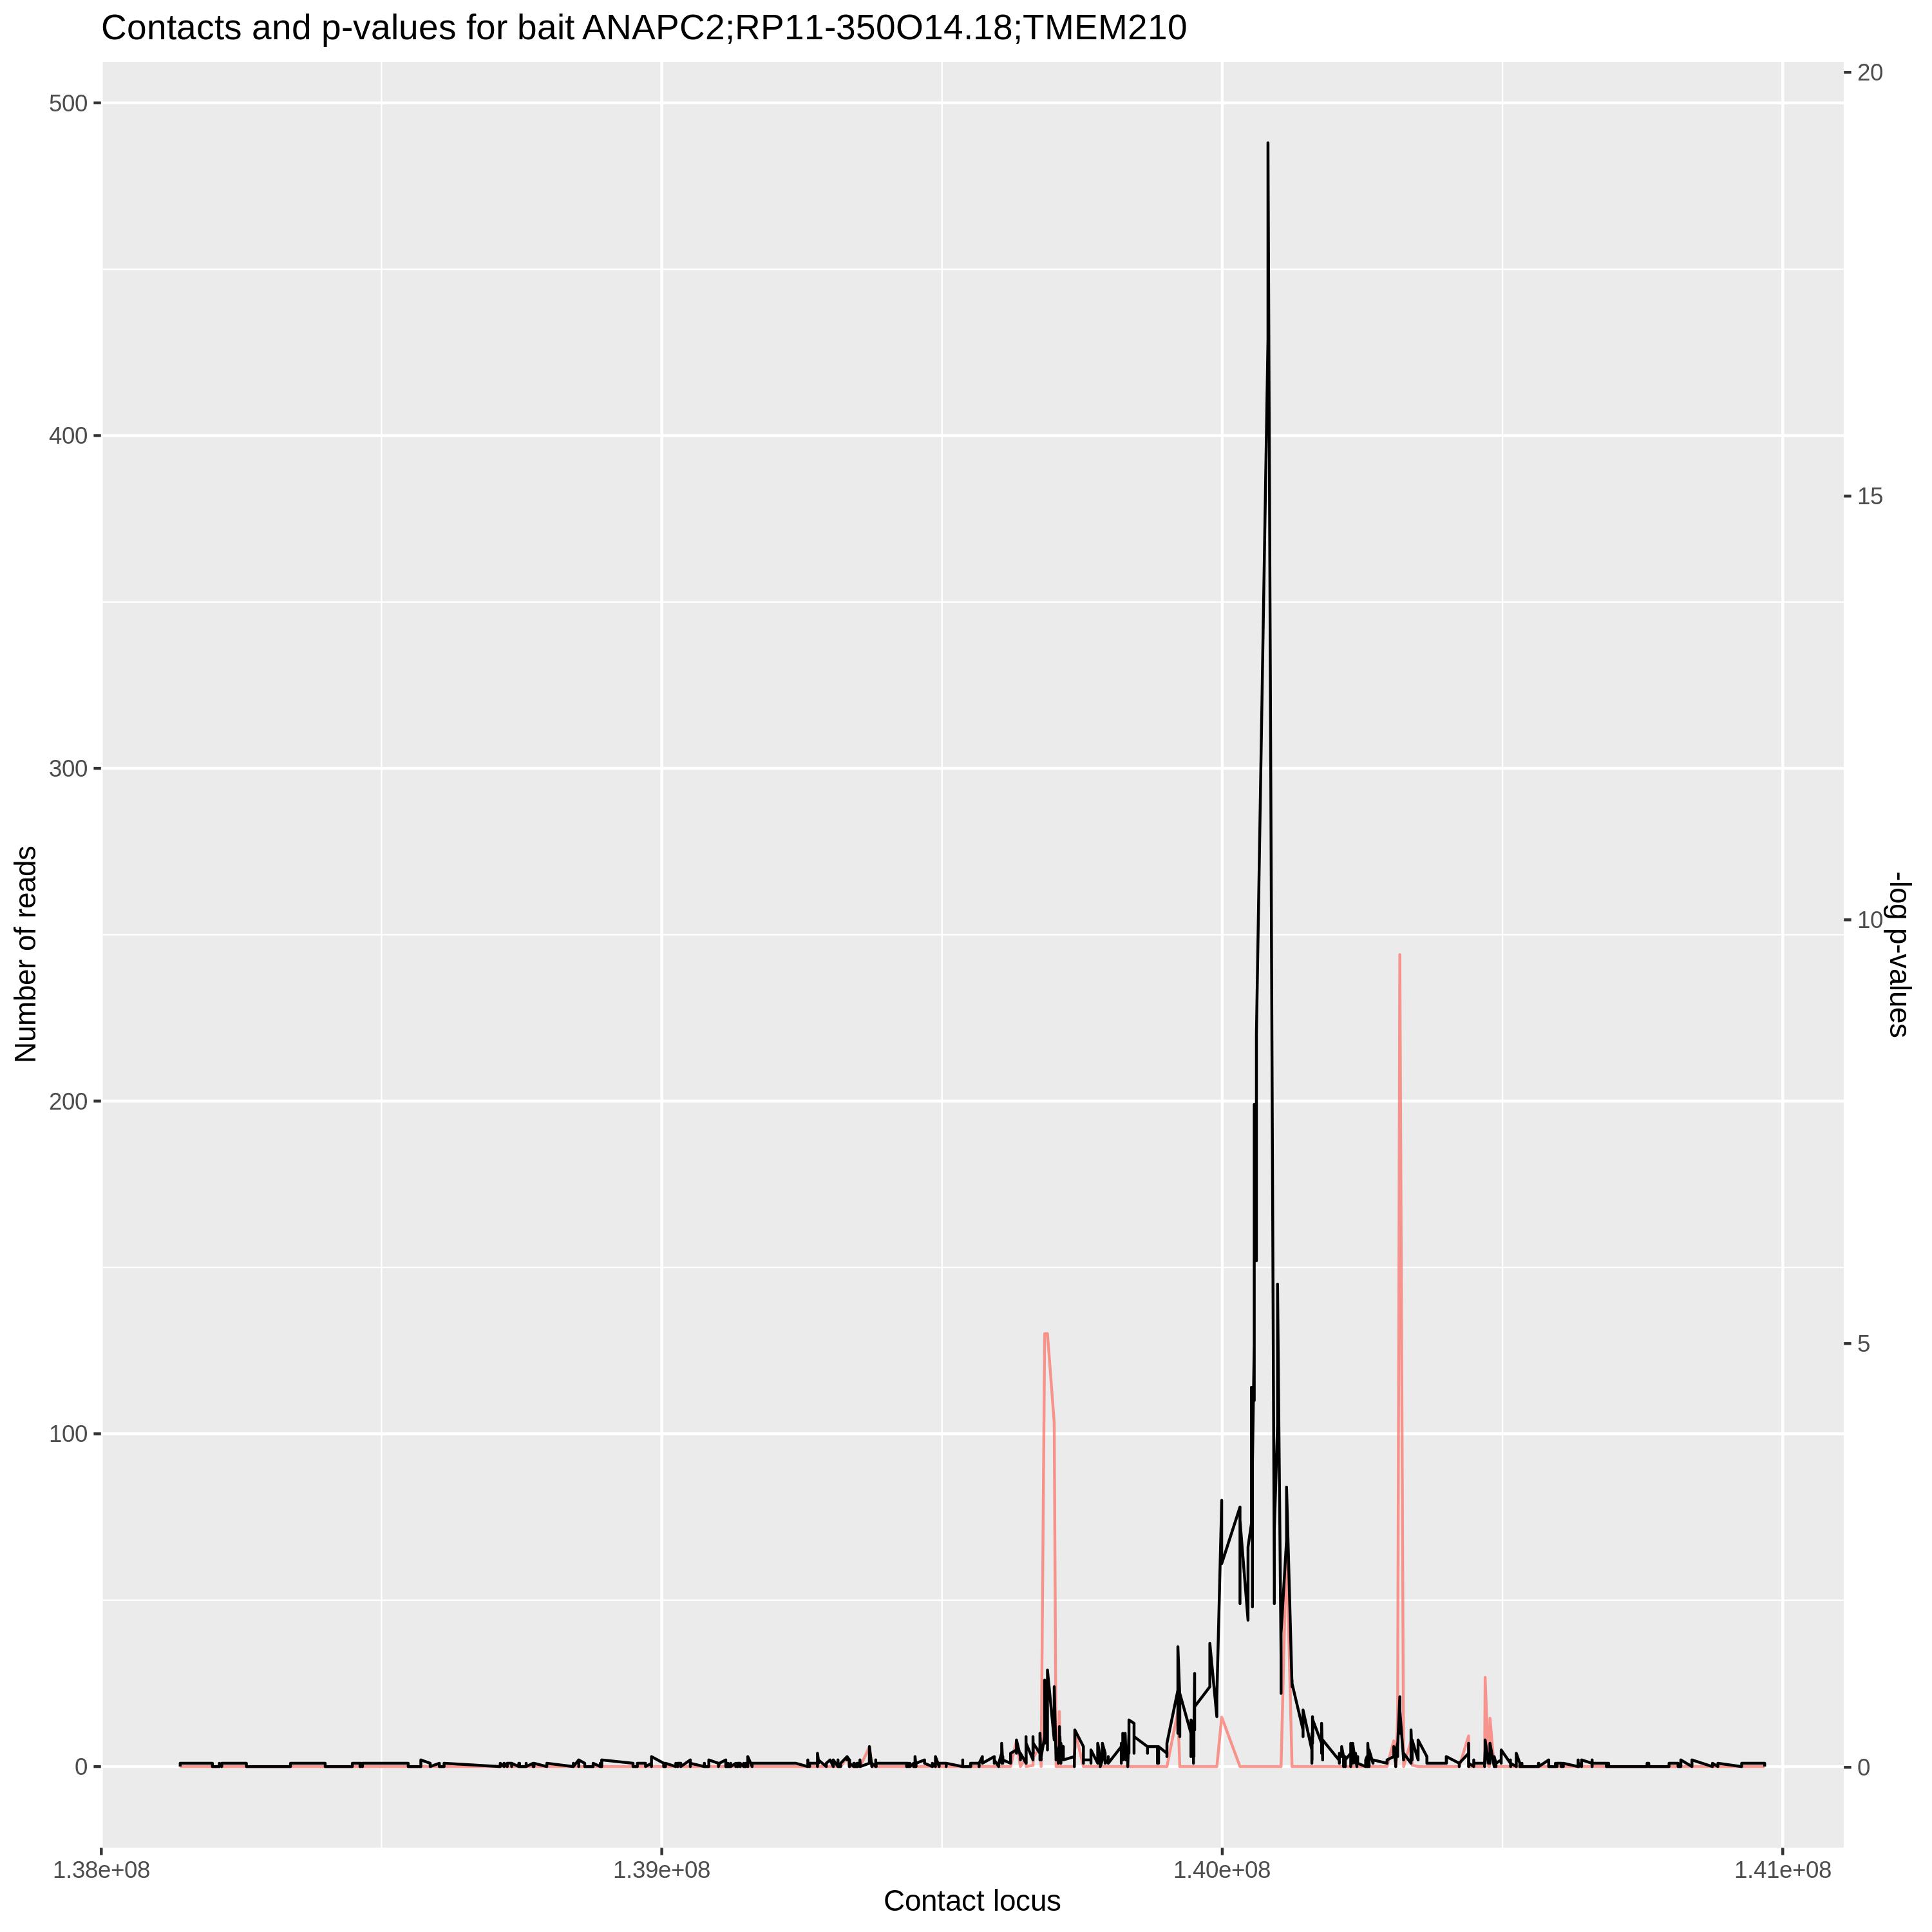 Contacts and p-values for bait ANAPC2;RP11-350O14.18;TMEM210
500
400
300
200
100
0
Number of reads
20
15
10
5
0
-log p-values
1.38e+08
1.39e+08
1.40e+08
1.41e+08
Contact locus